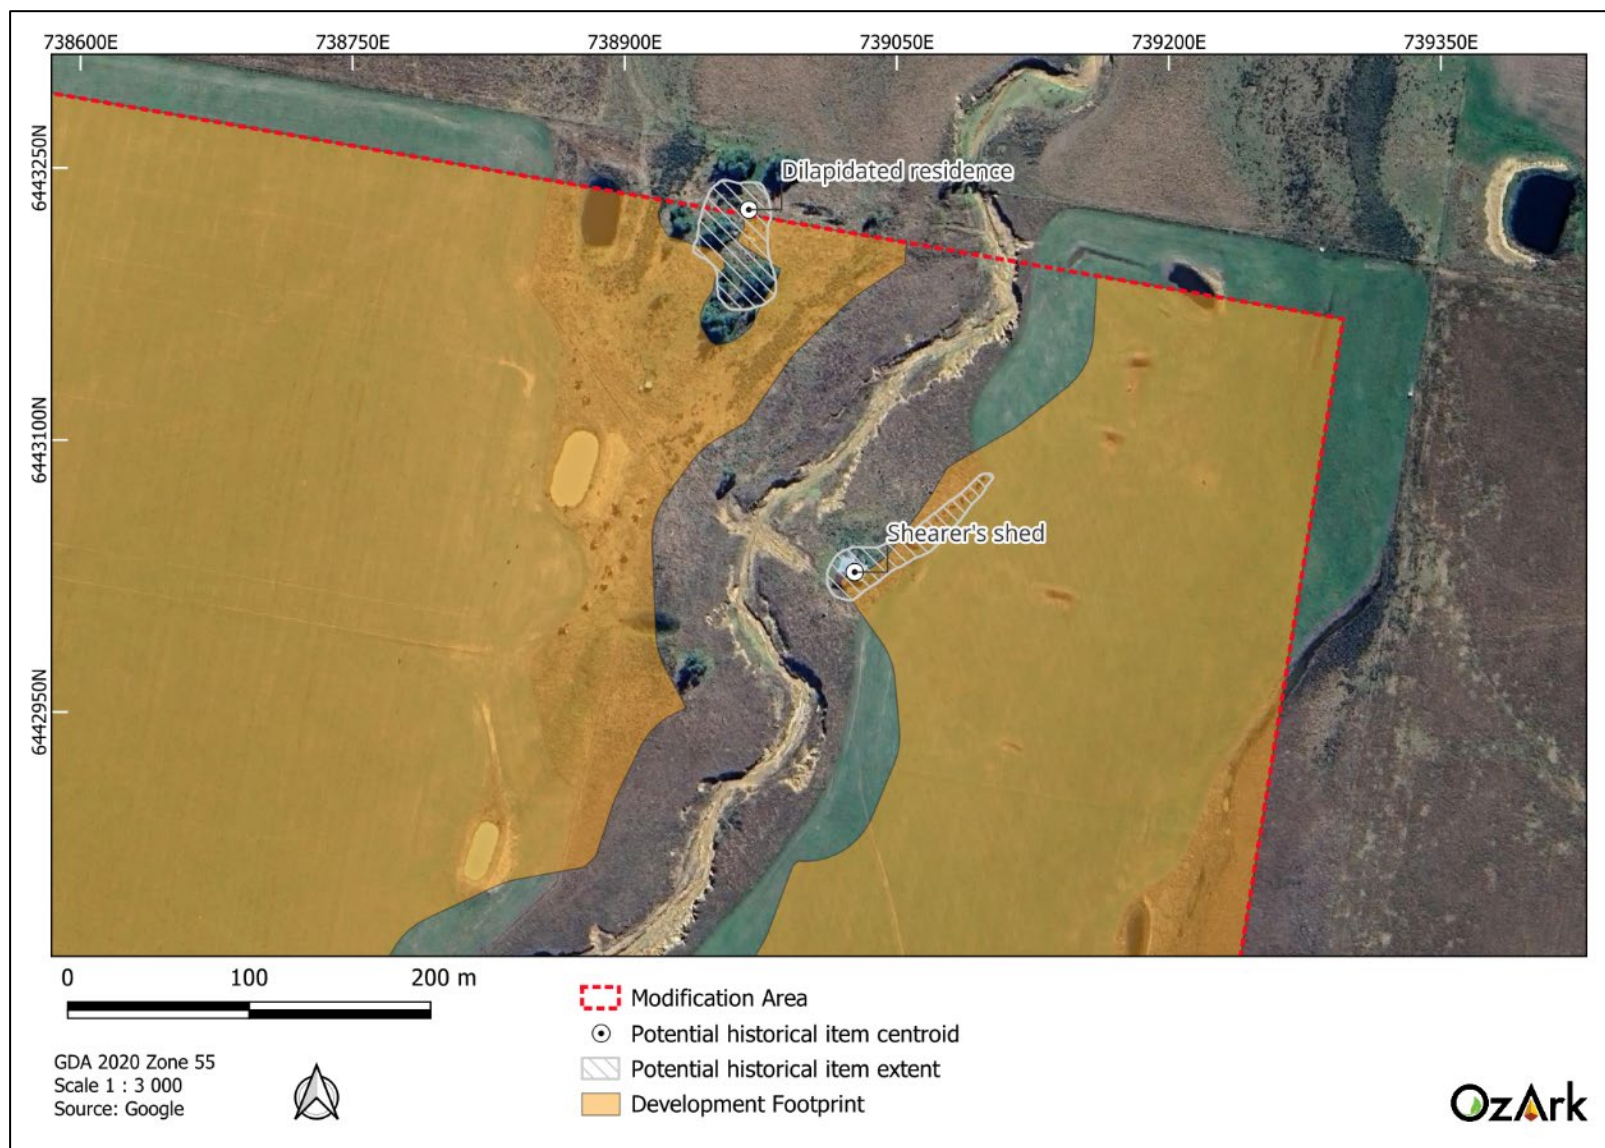 738600E 738750E 738900E 739050E 739200E 739350E
6443250N
6443100N
6442950N
Dilapidated residence
Shearer's shed
0 100 200 m
GDA 2020 Zone 55
Scale 1 : 3 000
Source: Google
Modification Area
Potential historical item centroid
Potential historical item extent
Development Footprint
OzArk